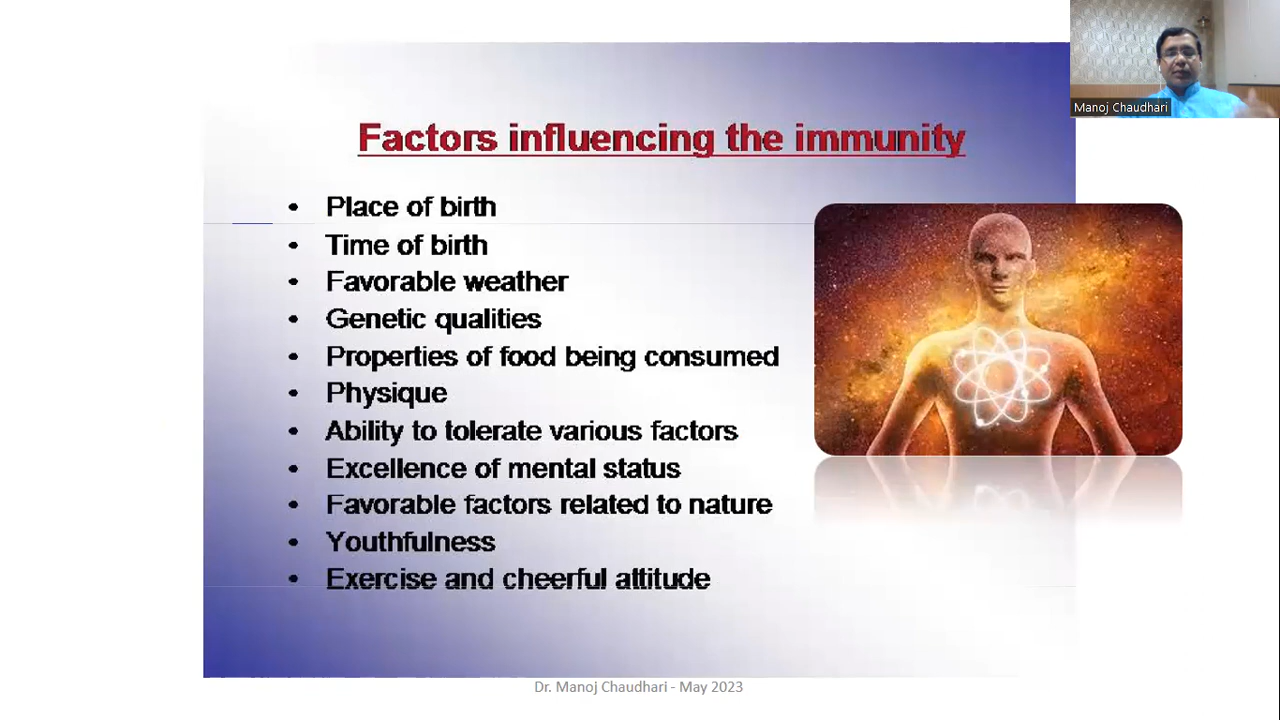 Manoj Chaudhari
Factors influencing the immunity
• Place of birth
• Time of birth
• Favorable weather
• Genetic qualities
• Properties of food being consumed
• Physique
• Ability to tolerate various factors
• Excellence of mental status
• Favorable factors related to nature
• Youthfulness
• Exercise and cheerful attitude
Dr. Manoj Chaudhari - May 2023